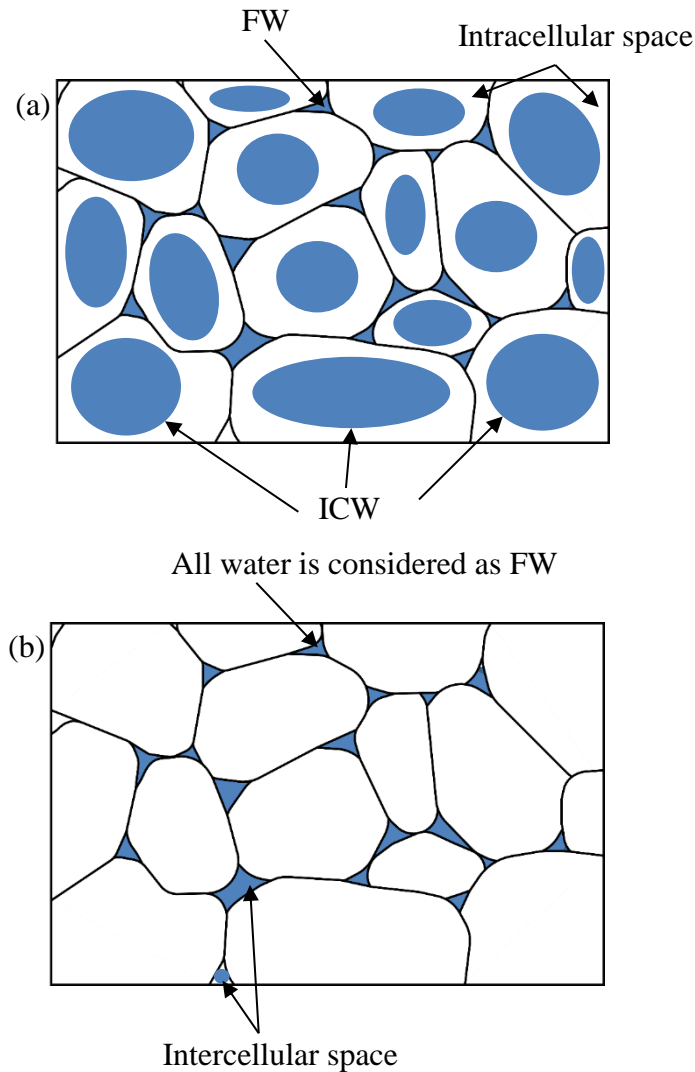 FW
Intracellular space
(a)
ICW
All water is considered as FW
(b)
Intercellular space